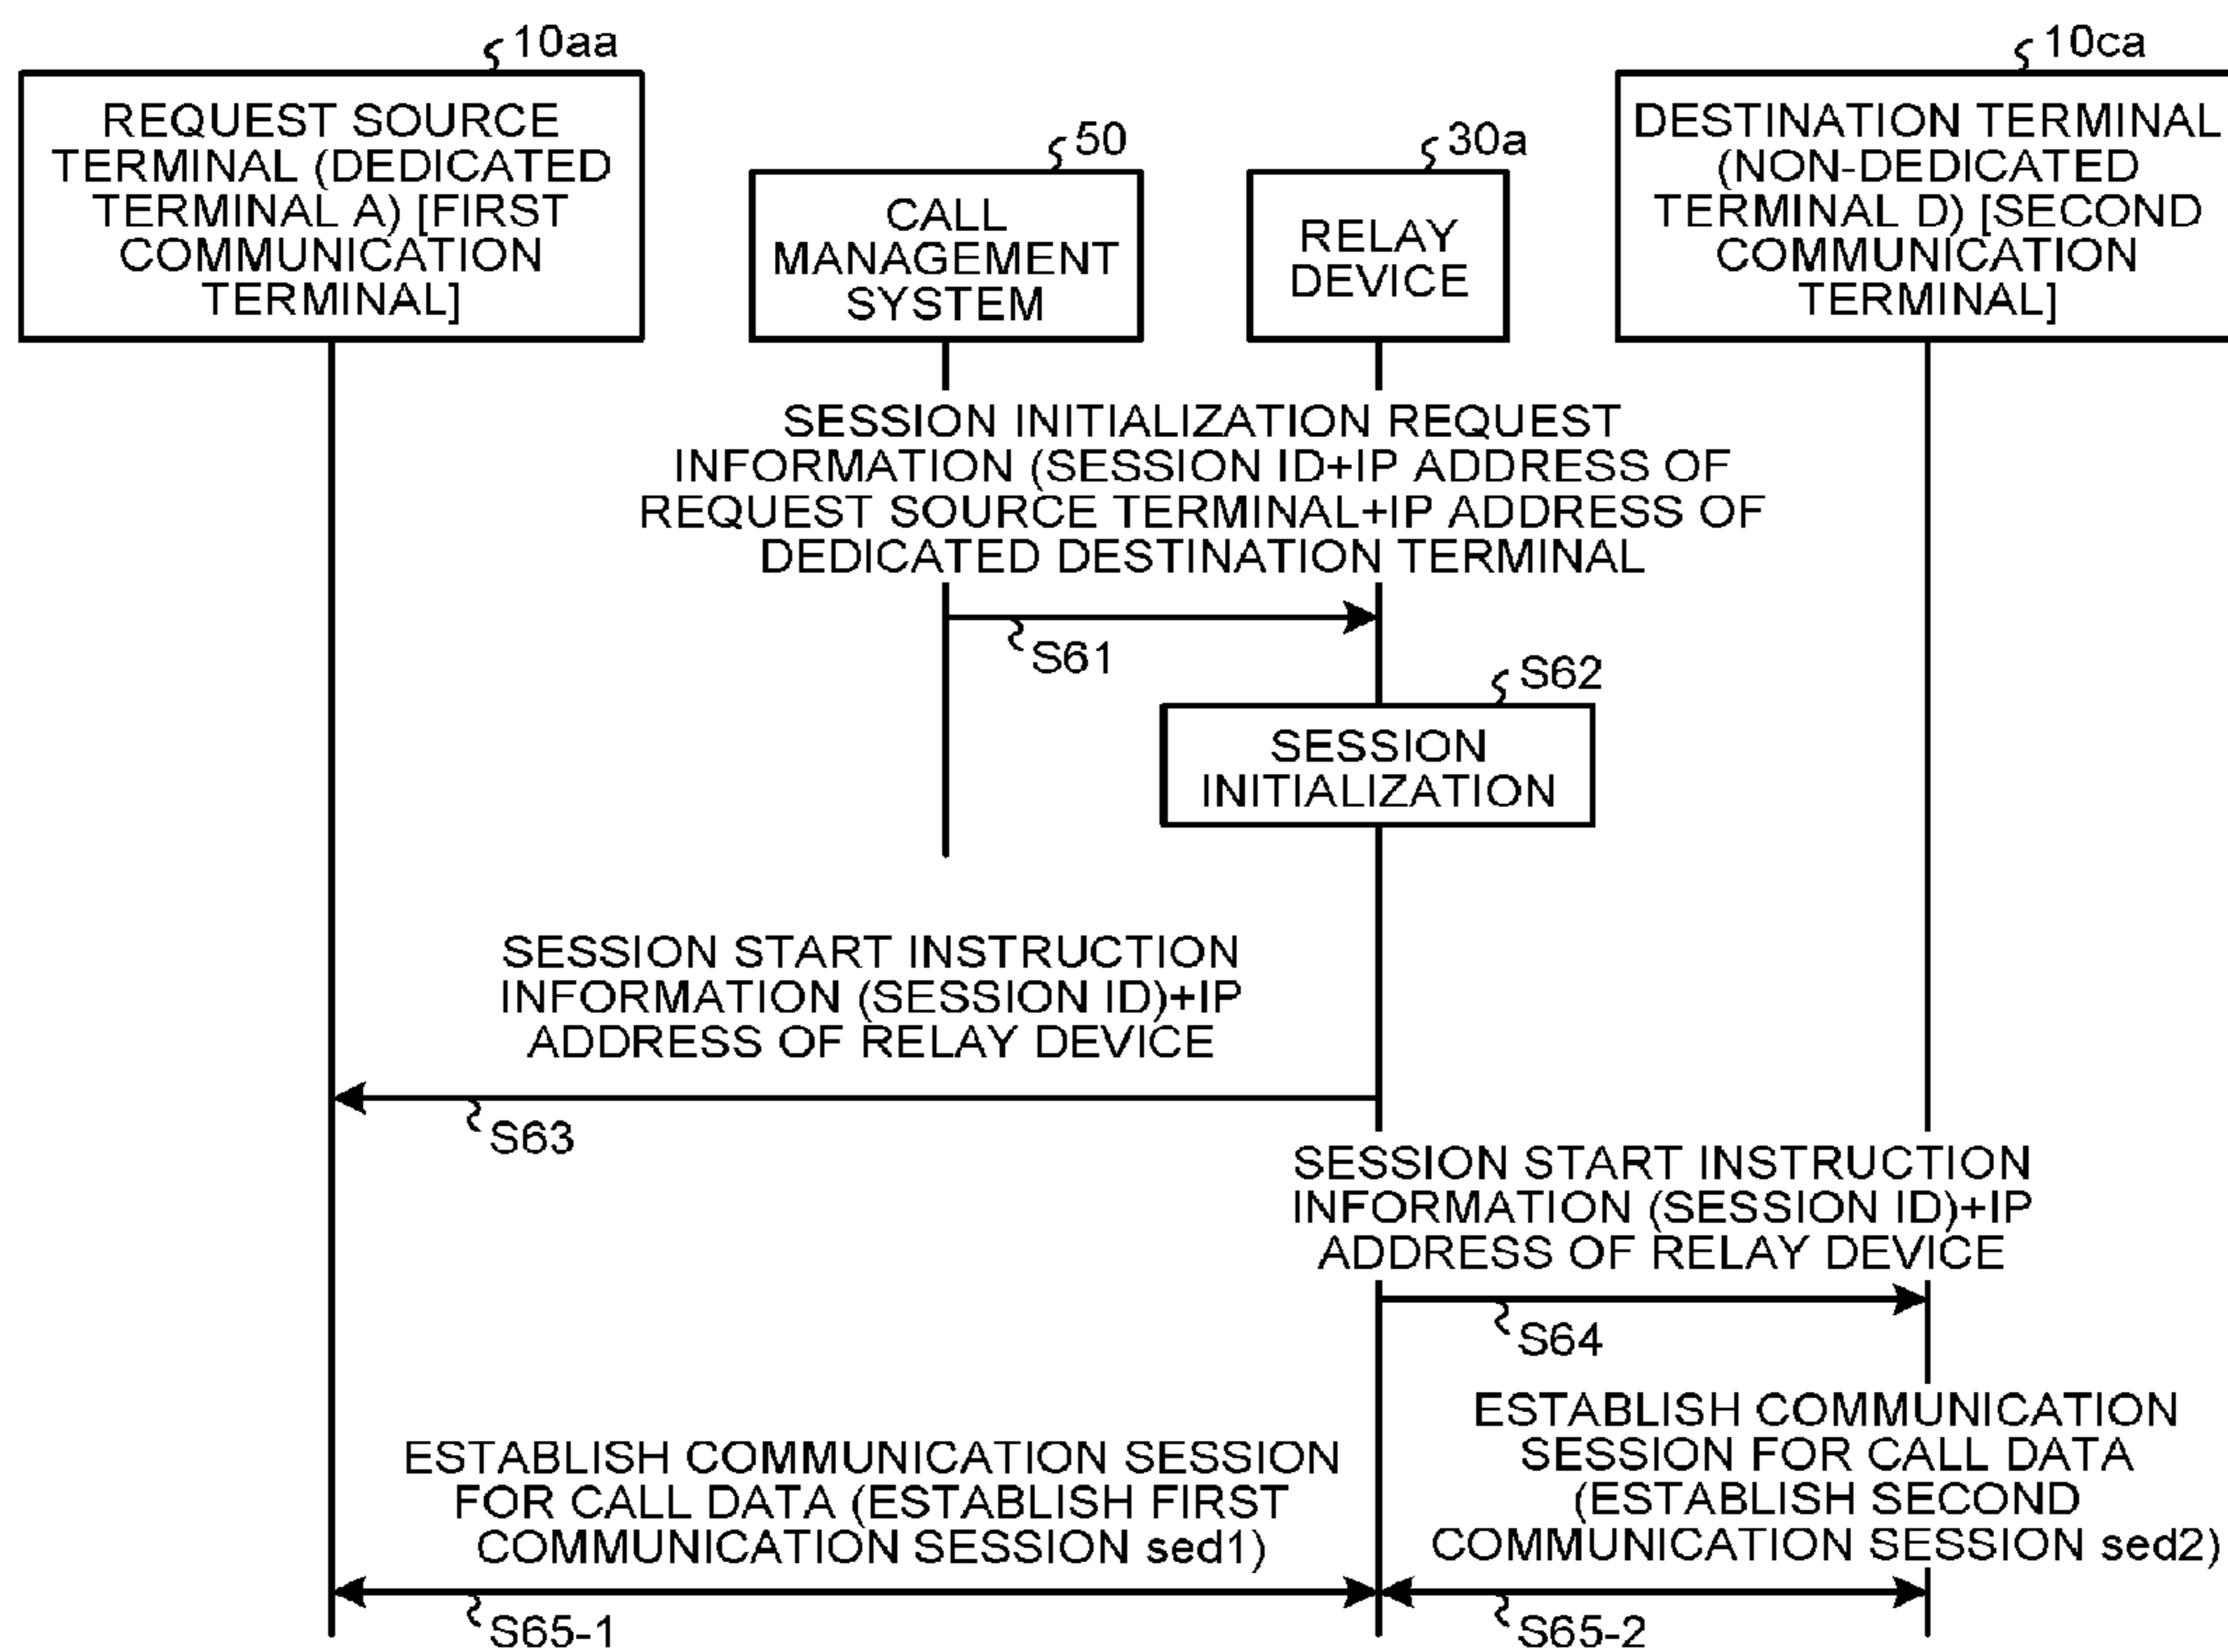 10aa
REQUEST SOURCE
TERMINAL (DEDICATED
TERMINAL A) [FIRST
COMMUNICATION
TERMINAL]
50
CALL
MANAGEMENT
SYSTEM
30a
RELAY
DEVICE
10ca
DESTINATION TERMINAL
(NON-DEDICATED
TERMINAL D) [SECOND
COMMUNICATION
TERMINAL]
SESSION INITIALIZATION REQUEST
INFORMATION (SESSION ID+IP ADDRESS OF
REQUEST SOURCE TERMINAL+IP ADDRESS OF
DEDICATED DESTINATION TERMINAL
S61
S62
SESSION
INITIALIZATION
SESSION START INSTRUCTION
INFORMATION (SESSION ID)+IP
ADDRESS OF RELAY DEVICE
S63
SESSION START INSTRUCTION
INFORMATION (SESSION ID)+IP
ADDRESS OF RELAY DEVICE
S64
ESTABLISH COMMUNICATION SESSION
FOR CALL DATA (ESTABLISH FIRST
COMMUNICATION SESSION sed1)
S65-1
ESTABLISH COMMUNICATION
SESSION FOR CALL DATA
(ESTABLISH SECOND
COMMUNICATION SESSION sed2)
S65-2